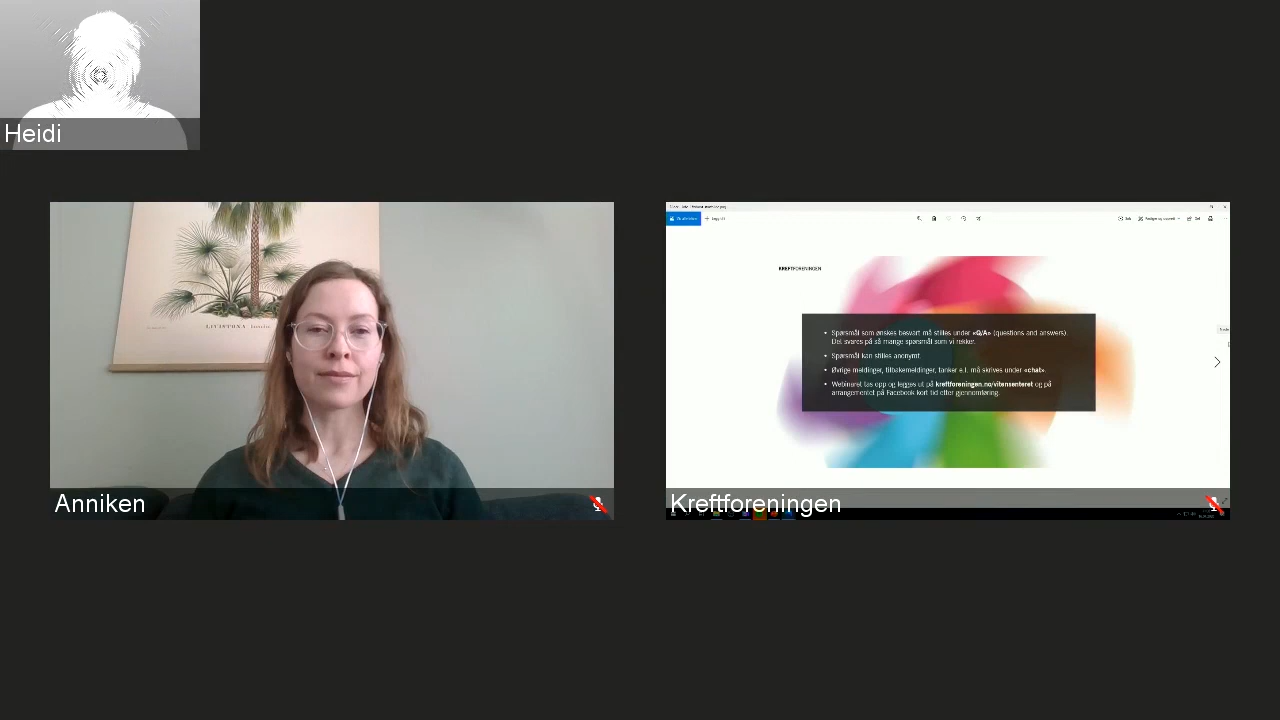 Heidi
LIVISTONA
Anniken
KREFTFORENINGEN
• Spørsmål som ønskes besvart må stilles under «Q/A» (questions and answers).
Det svares på så mange spørsmål som vi rekker.
• Spørsmål kan stilles anonymt.
• Øvrige meldinger, tilbakemeldinger, tanker e.l. må skrives under «chat».
• Webinaret tas opp og legges ut på kreftforeningen.no/vitensenteret og på
arrangementet på Facebook kort tid etter gjennomføring.
Kreftforeningen